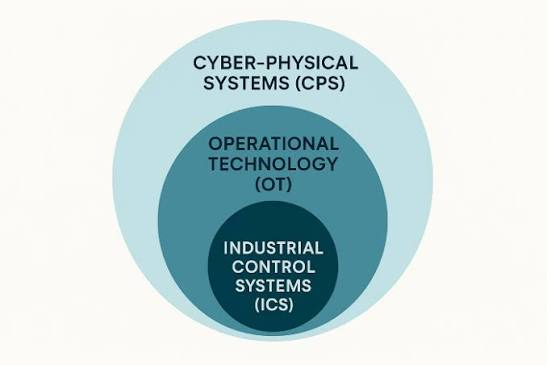 CYBER-PHYSICAL
SYSTEMS (CPS)
OPERATIONAL
TECHNOLOGY
(OT)
INDUSTRIAL
CONTROL
SYSTEMS
(ICS)